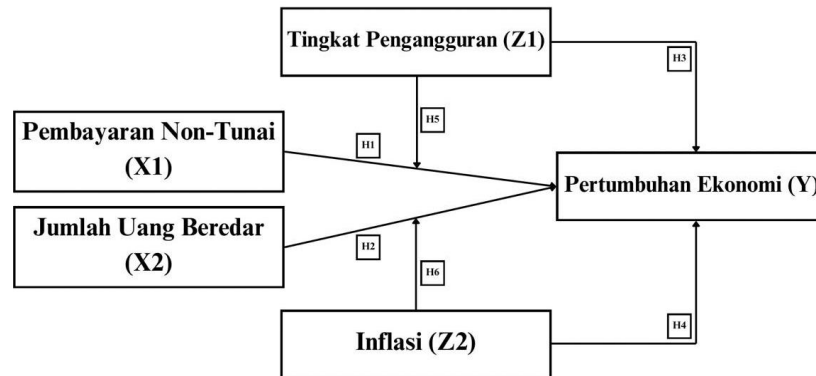 Tingkat Pengangguran (Z1)
H3
H5
Pembayaran Non-Tunai
(X1)
H1
Pertumbuhan Ekonomi (Y)
Jumlah Uang Beredar
(X2)
H2
H6
H4
Inflasi (Z2)